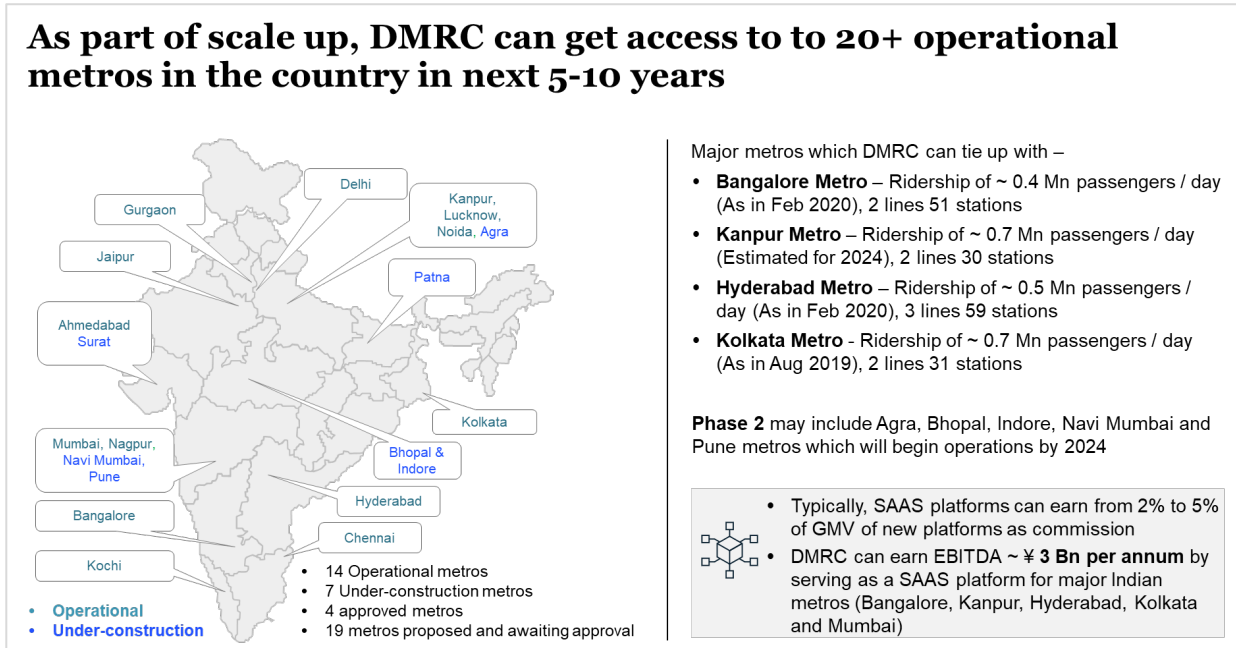 As part of scale up, DMRC can get access to to 20+ operational
metros in the country in next 5-10 years
Delhi
Gurgaon
Kanpur,
Lucknow,
Noida, Agra
Jaipur
Patna
Ahmedabad
Surat
Kolkata
Mumbai, Nagpur,
Navi Mumbai,
Pune
Bhopal &
Indore
Hyderabad
Bangalore
Chennai
Kochi
• Operational
• Under-construction
• 14 Operational metros
• 7 Under-construction metros
• 4 approved metros
• 19 metros proposed and awaiting approval
Major metros which DMRC can tie up with –
• Bangalore Metro – Ridership of ~ 0.4 Mn passengers / day
(As in Feb 2020), 2 lines 51 stations
• Kanpur Metro – Ridership of ~ 0.7 Mn passengers / day
(Estimated for 2024), 2 lines 30 stations
• Hyderabad Metro – Ridership of ~ 0.5 Mn passengers /
day (As in Feb 2020), 3 lines 59 stations
• Kolkata Metro - Ridership of ~ 0.7 Mn passengers / day
(As in Aug 2019), 2 lines 31 stations
Phase 2 may include Agra, Bhopal, Indore, Navi Mumbai and
Pune metros which will begin operations by 2024
• Typically, SAAS platforms can earn from 2% to 5%
of GMV of new platforms as commission
• DMRC can earn EBITDA ~ ¥ 3 Bn per annum by
serving as a SAAS platform for major Indian
metros (Bangalore, Kanpur, Hyderabad, Kolkata
and Mumbai)